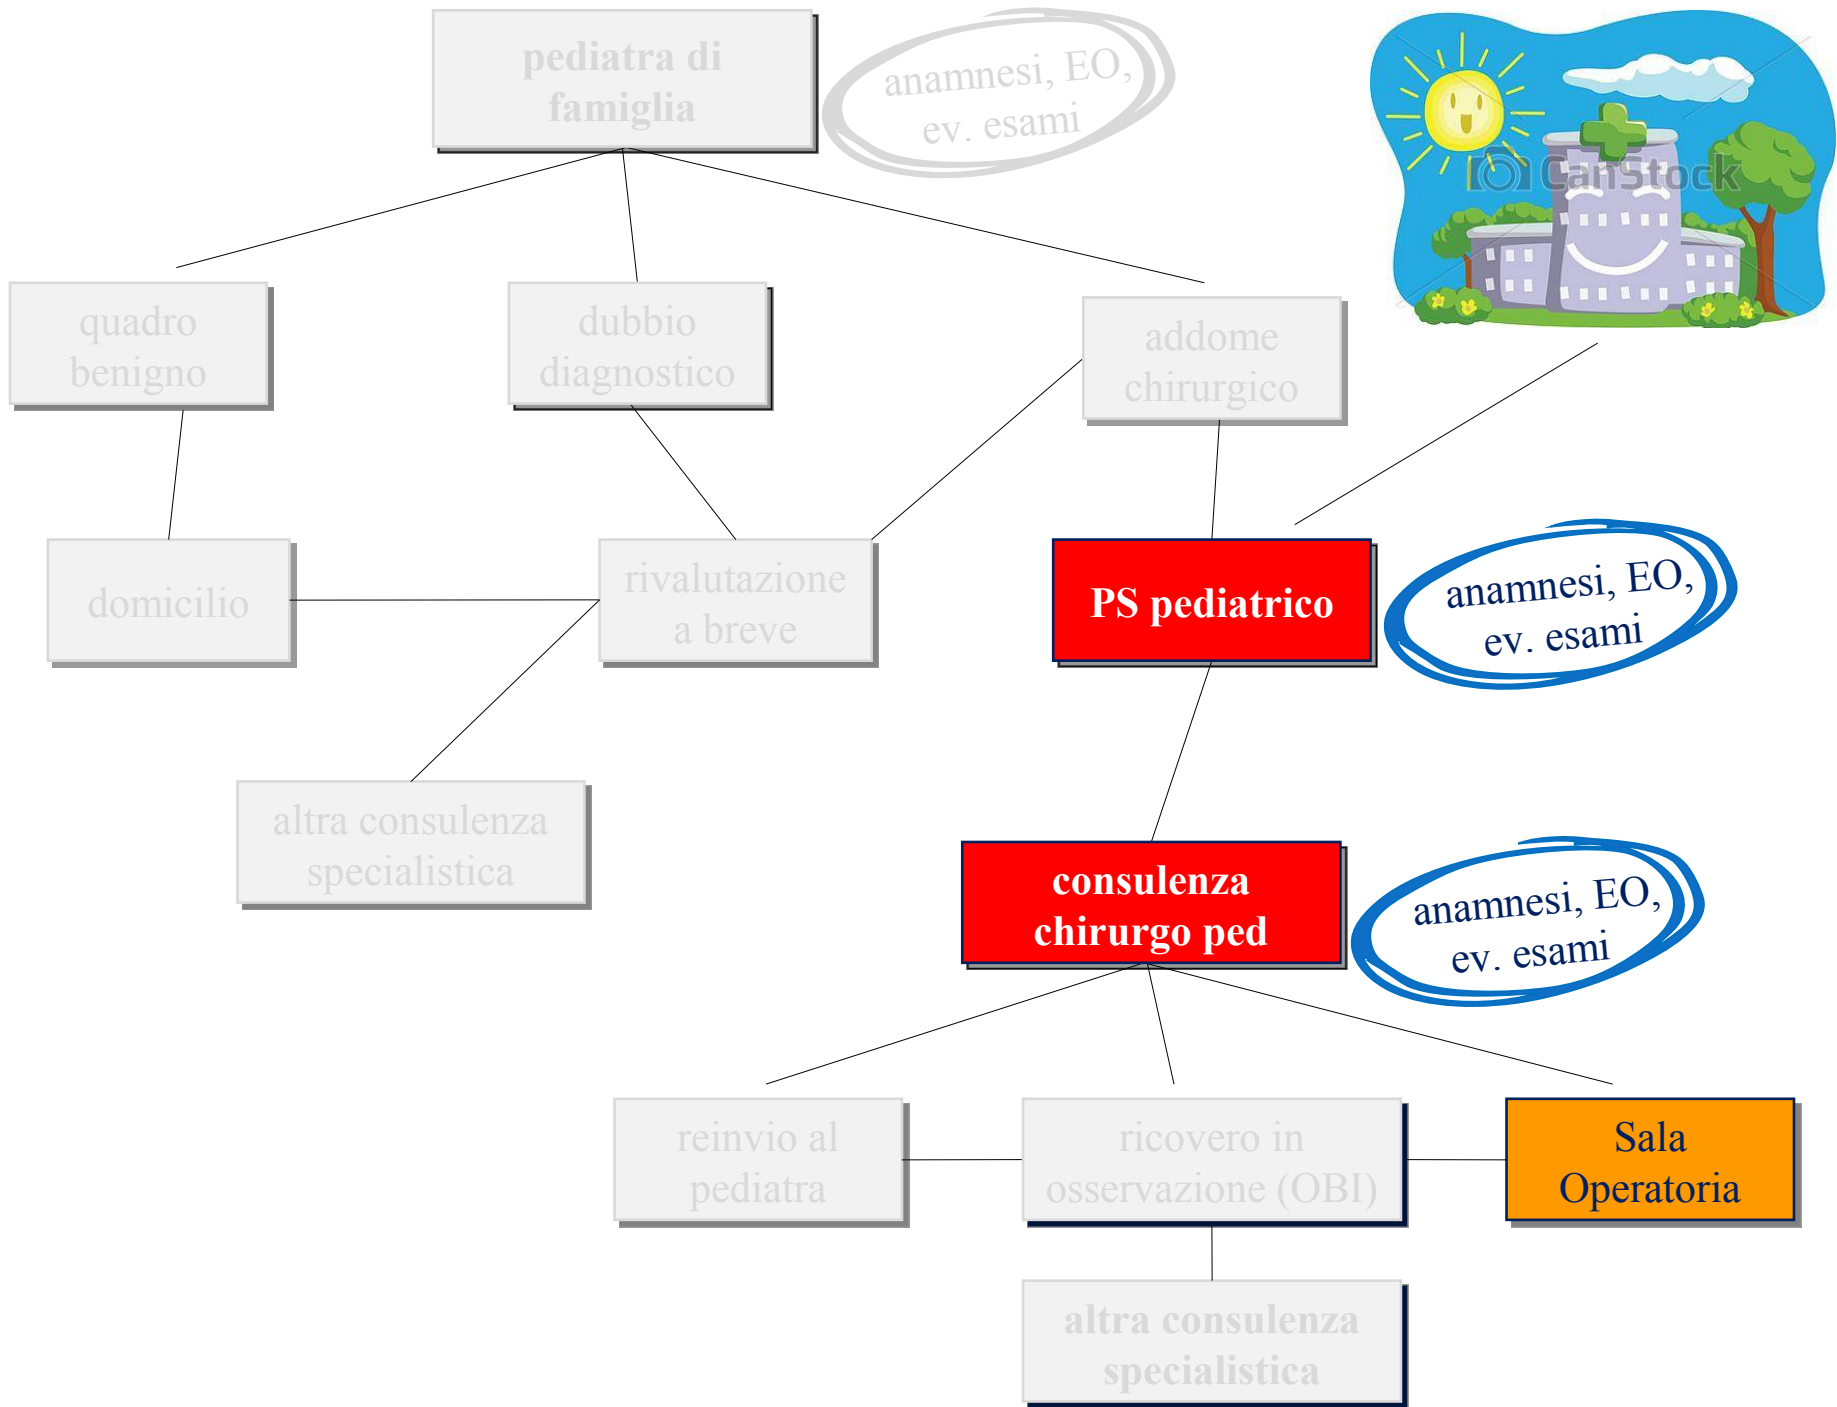 pediatra di
famiglia
anamnesi, EO,
ev. esami
CanStock
quadro
benigno
dubbio
diagnostico
addome
chirurgico
domicilio
rivalutazione
a breve
PS pediatrico
anamnesi, EO,
ev. esami
altra consulenza
specialistica
consulenza
chirurgo ped
anamnesi, EO,
ev. esami
reinvio al
pediatra
ricovero in
osservazione (OBI)
Sala
Operatoria
altra consulenza
specialistica